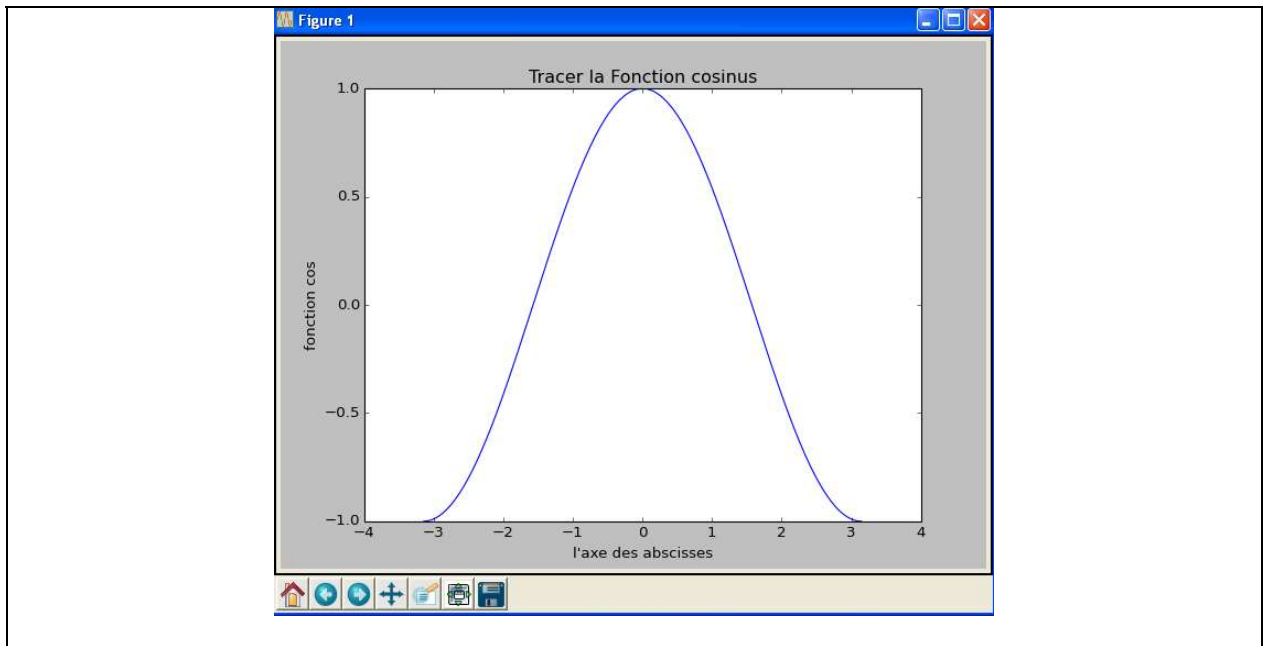 Figure 1
Tracer la Fonction cosinus
1.0
0.5
0.0
−0.5
−1.0
fonction cos
−4 −3 −2 −1 0 1 2 3 4
l'axe des abscisses